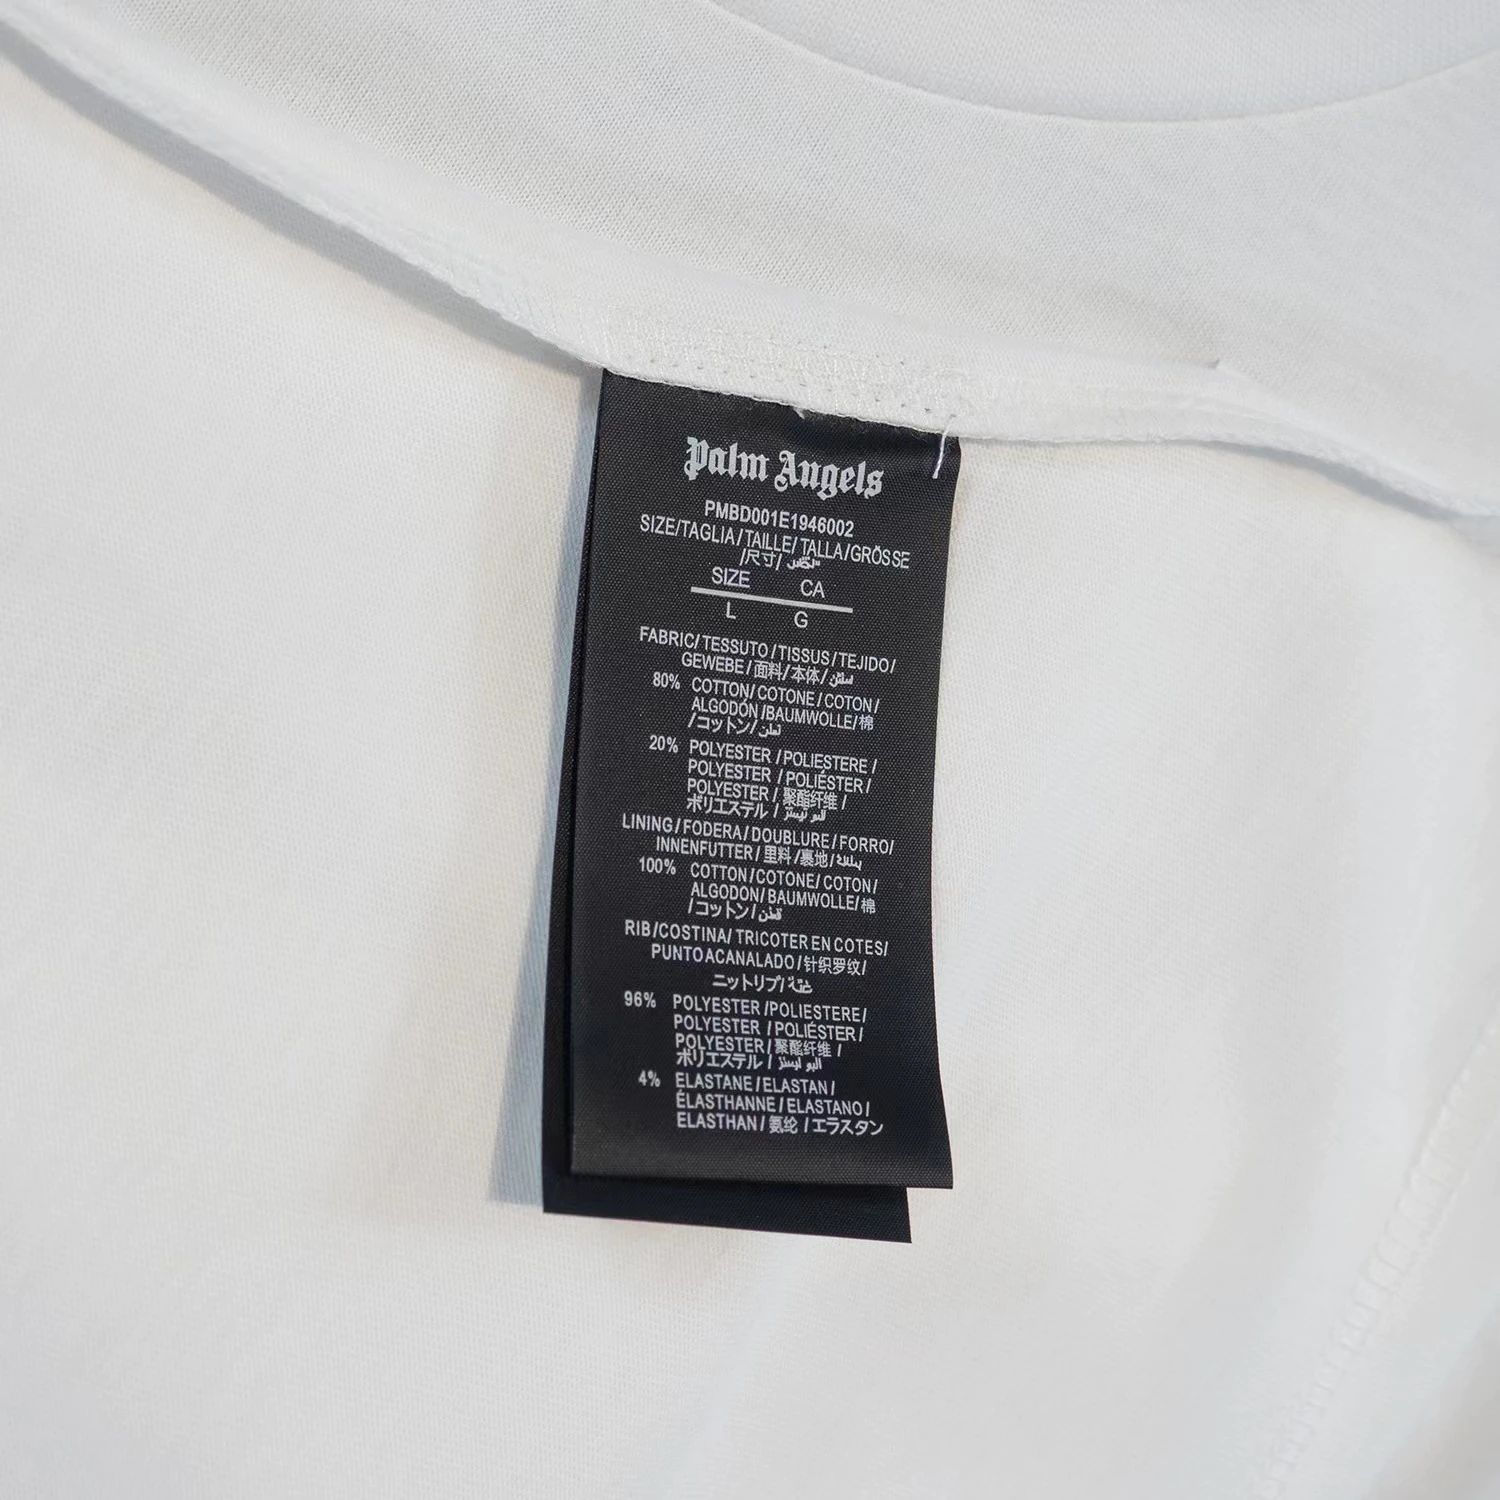 Palm Angels
PMBD001E1946002
SIZE/TAGLIA/TAILLE/TALLA/GRÖSSE
/尺寸/
SIZE CA
L G
FABRIC/TESSUTO/TISSUS/TEJIDO/
GEWEBE/面料/本体/
80% COTTON/COTONE/COTON/
ALGODÓN/BAUMWOLLE/棉
/コットン/
20% POLYESTER/POLIESTERE/
POLYESTER/POLIÉSTER/
POLYESTER/聚酯纤维/
ポリエステル/
LINING/FODERA/DOUBLURE/FORRO/
INNENFUTTER/里料/裏地/
100% COTTON/COTONE/COTON/
ALGODON/BAUMWOLLE/棉
/コットン/
RIB/COSTINA/TRICOTER EN COTES/
PUNTO ACANALADO/针织罗纹/
ニットリブ/
96% POLYESTER/POLIESTERE/
POLYESTER/POLIÉSTER/
POLYESTER/聚酯纤维/
ポリエステル/
4% ELASTANE/ELASTAN/
ÉLASTHANNE/ELASTANO/
ELASTHAN/氨纶/エラスタン